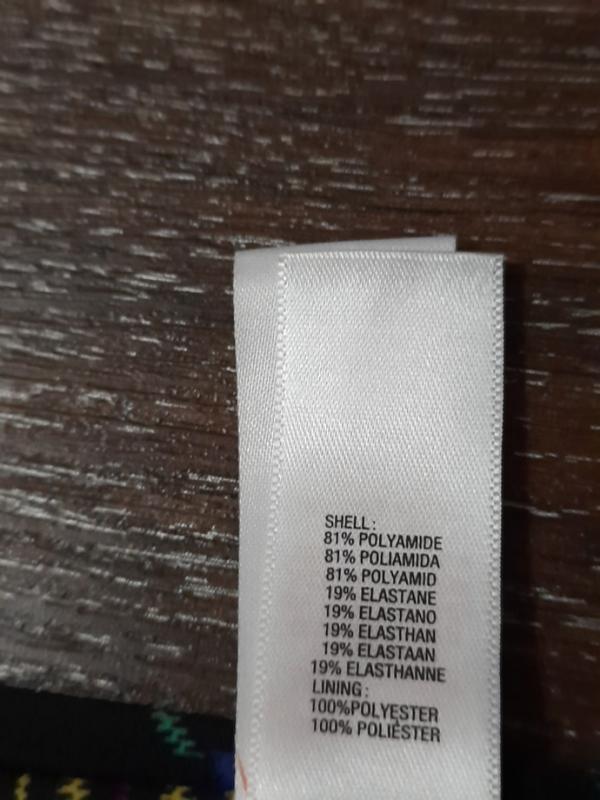 SHELL:
81% POLYAMIDE
81% POLIAMIDA
81% POLYAMID
19% ELASTANE
19% ELASTANO
19% ELASTHAN
19% ELASTAAN
19% ELASTHANNE
LINING:
100%POLYESTER
100% POLIÉSTER